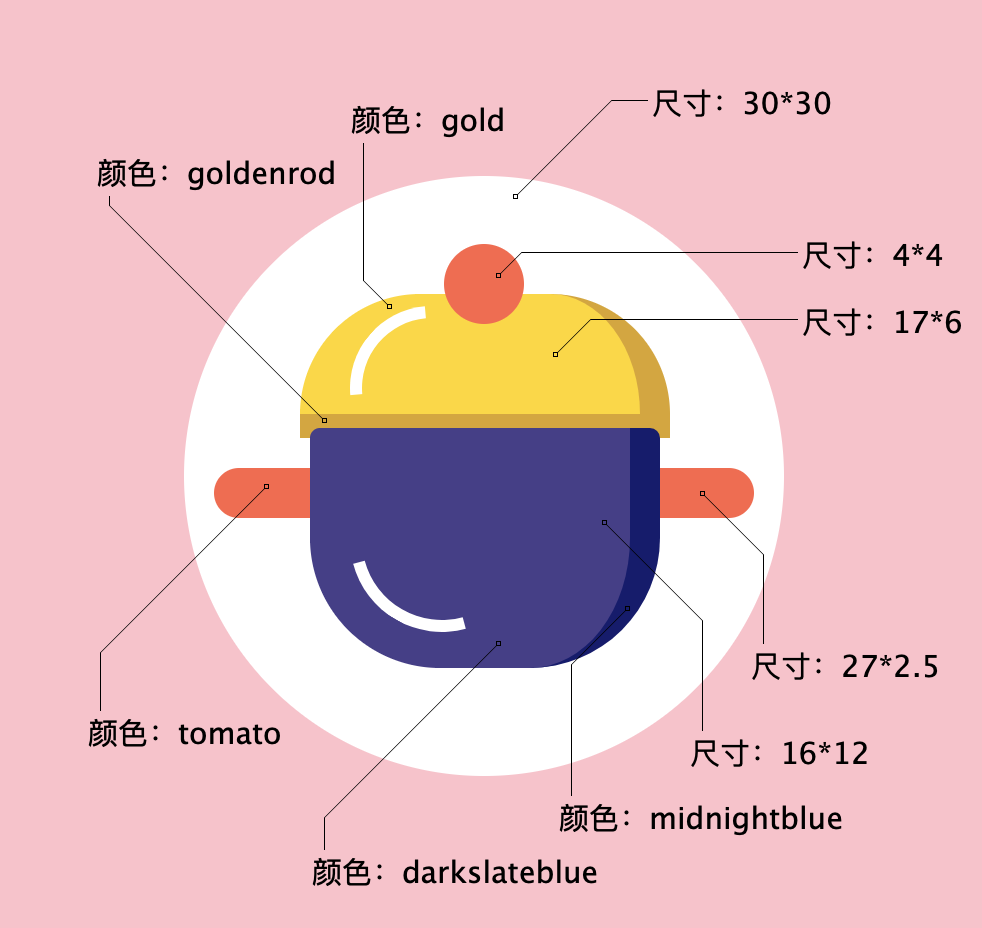 尺寸：30*30
颜色：gold
颜色：goldenrod
尺寸：4*4
尺寸：17*6
尺寸：27*2.5
颜色：tomato
尺寸：16*12
颜色：midnightblue
颜色：darkslateblue